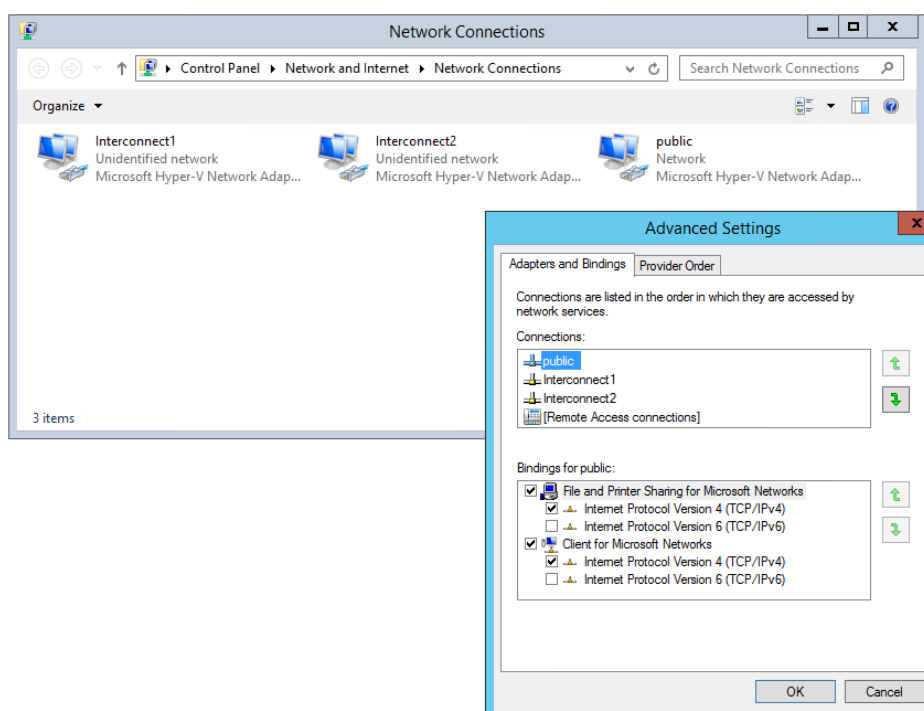 Network Connections
Control Panel Network and Internet Network Connections
Search Network Connections
Organize
Interconnect1
Unidentified network
Microsoft Hyper-V Network Adap...
Interconnect2
Unidentified network
Microsoft Hyper-V Network Adap...
public
Network
Microsoft Hyper-V Network Adap...
3 items
Advanced Settings
Adapters and Bindings
Provider Order
Connections are listed in the order in which they are accessed by
network services.
Connections:
public
Interconnect1
Interconnect2
[Remote Access connections]
Bindings for public:
File and Printer Sharing for Microsoft Networks
Internet Protocol Version 4 (TCP/IPv4)
Internet Protocol Version 6 (TCP/IPv6)
Client for Microsoft Networks
Internet Protocol Version 4 (TCP/IPv4)
Internet Protocol Version 6 (TCP/IPv6)
OK
Cancel